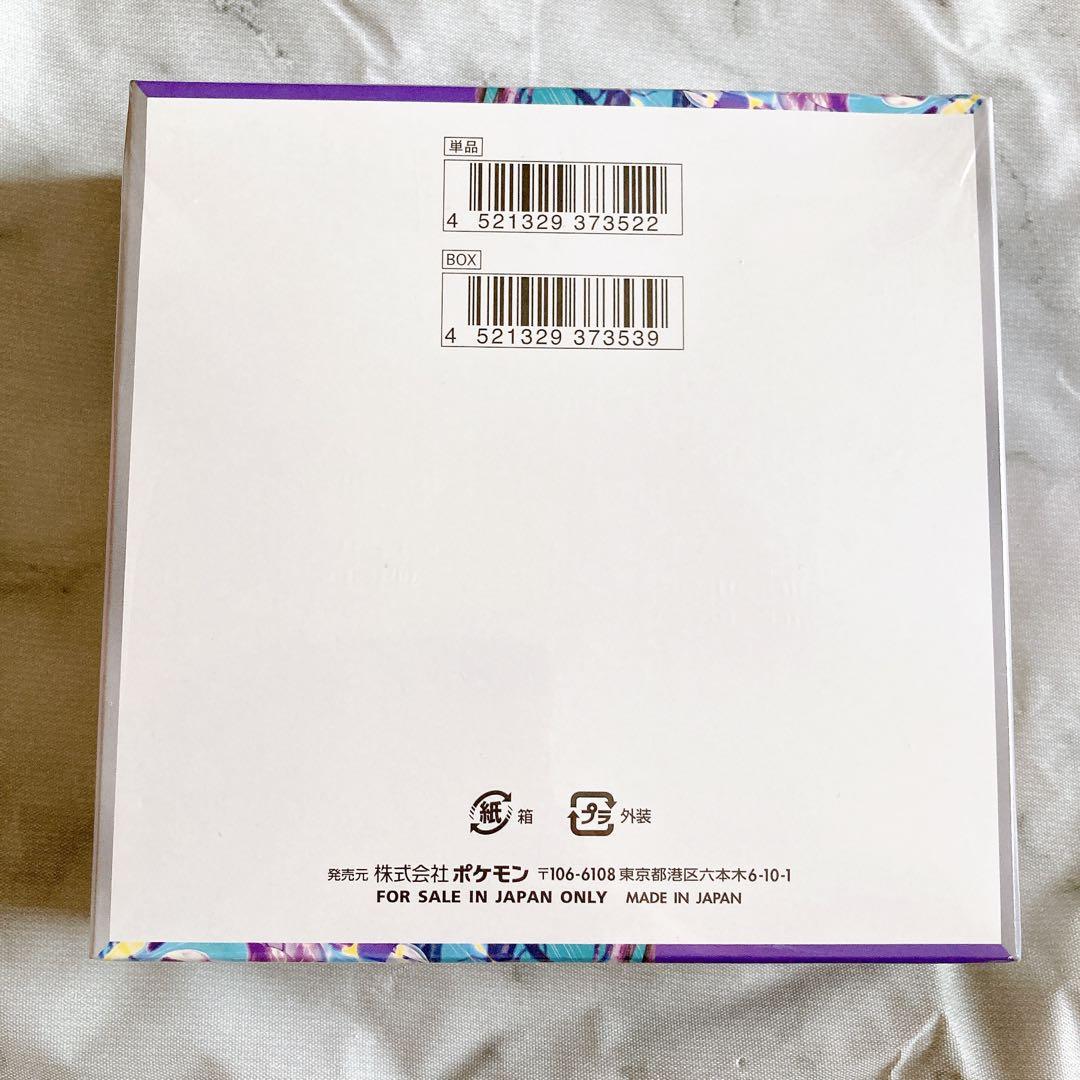 単品
4 521329 373522
BOX
4 521329 373539
紙 箱 プラ 外装
発売元 株式会社 ポケモン 〒106-6108 東京都港区六本木6-10-1
FOR SALE IN JAPAN ONLY MADE IN JAPAN